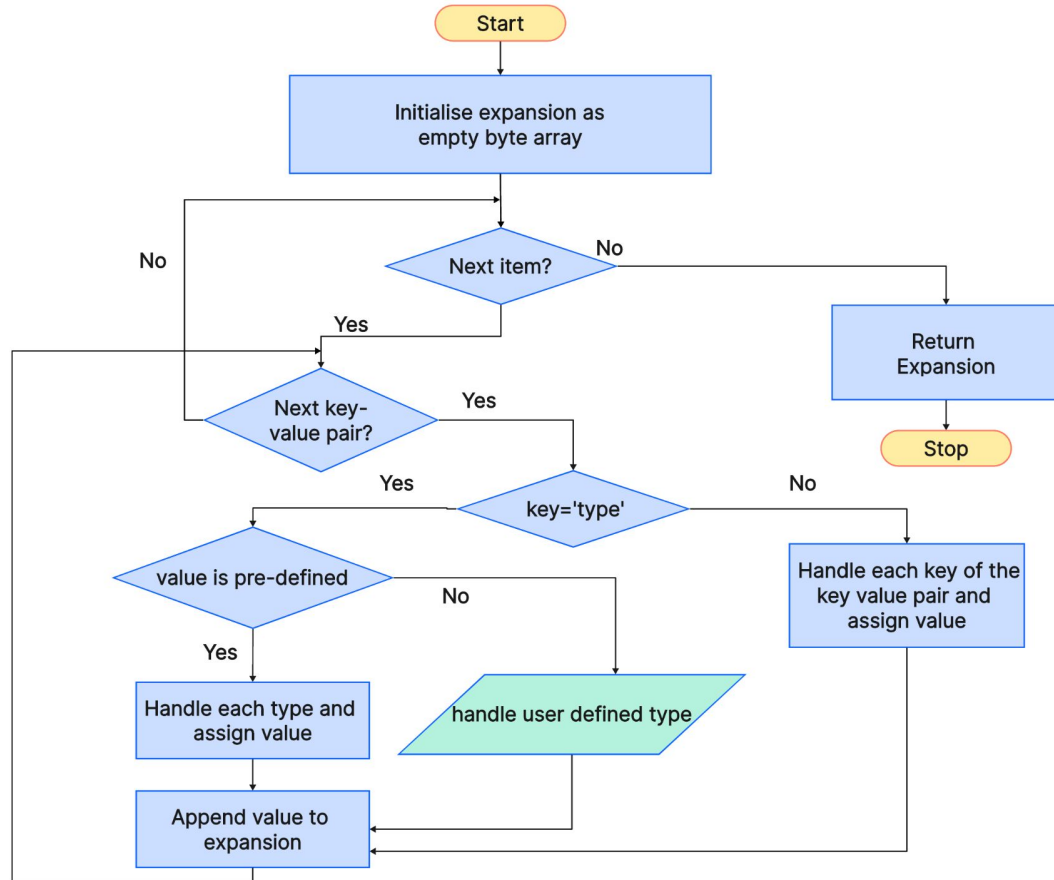 Start
Initialise expansion as
empty byte array
No
Next item?
No
Yes
Return
Expansion
Next key-
value pair?
Yes
Stop
Yes
key='type'
No
value is pre-defined
No
Handle each key of the
key value pair and
assign value
Yes
Handle each type and
assign value
handle user defined type
Append value to
expansion